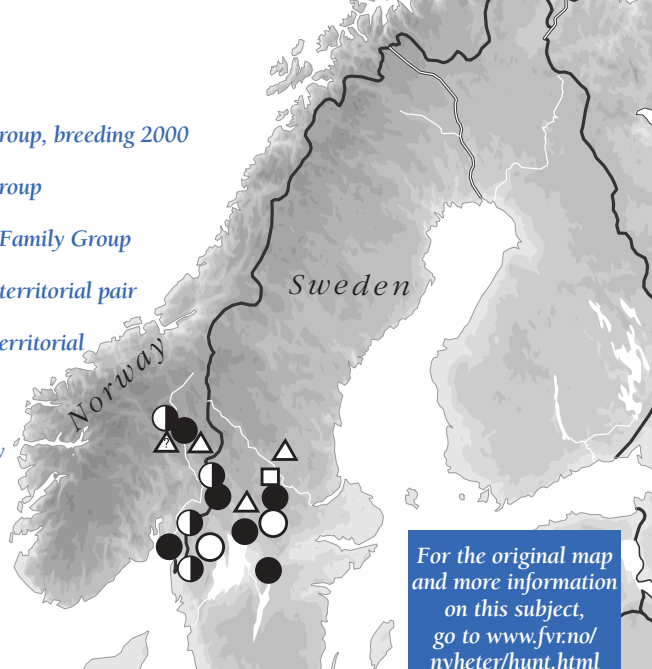 roup, breeding 2000
roup
Family Group
territorial pair
erritorial
Sweden
Norway
?
y
For the original map
and more information
on this subject,
go to www.fvr.no/
nyheter/hunt.html